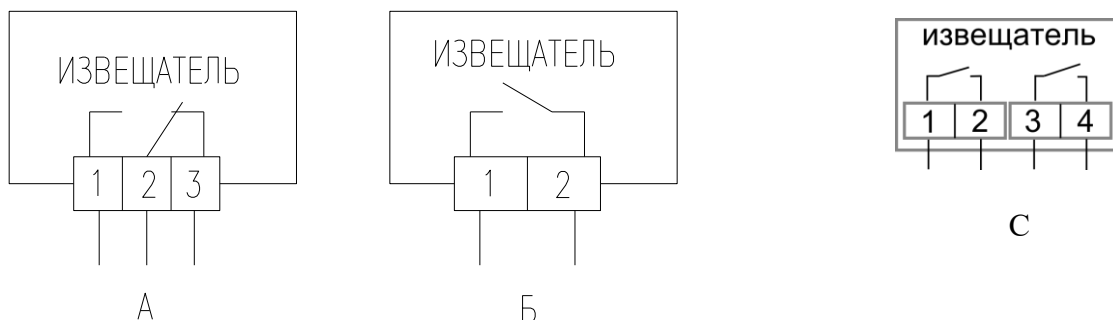 ИЗВЕЩАТЕЛЬ
1 2 3
А
ИЗВЕЩАТЕЛЬ
1 2
Б
извещатель
1 2 3 4
С